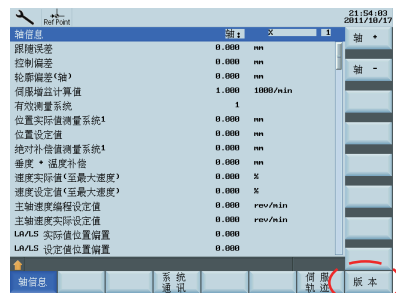 Ref Point
21:54:03
2011/10/17
轴信息 轴: X 1
轴 +
跟随误差 0.000 mm
控制偏差 0.000 mm
轴 -
轮廓偏差(轴) 0.000 mm
伺服增益计算值 1.000 1000/min
有效测量系统 1
位置实际值测量系统1 0.000 mm
位置设定值 0.000 mm
绝对补偿值测量系统1 0.000 mm
垂度 + 温度补偿 0.000 mm
速度实际值(至最大速度) 0.000 %
速度设定值(至最大速度) 0.000 %
主轴速度编程设定值 0.000 rev/min
主轴速度实际设定值 0.000 rev/min
LA/LS 实际值位置偏置 0.000
LA/LS 设定值位置偏置 0.000
轴信息 系统通讯 伺服轨迹 版本